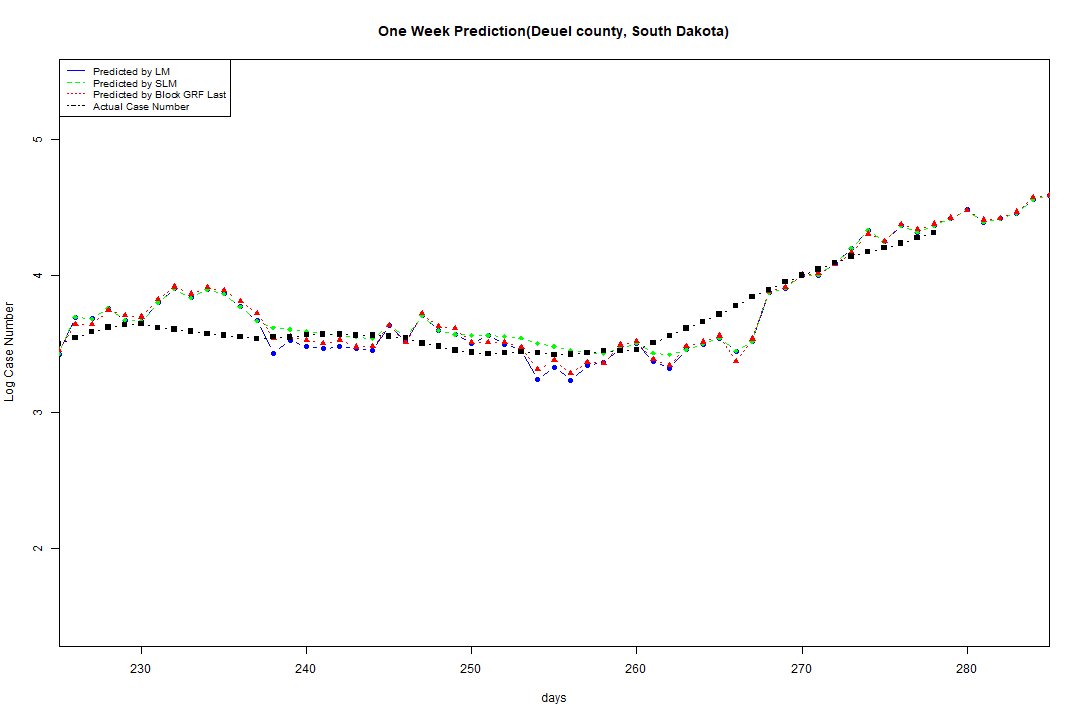 One Week Prediction(Deuel county, South Dakota)
Predicted by LM
Predicted by SLM
Predicted by Block GRF Last
Actual Case Number
5
4
3
2
Log Case Number
230 240 250 260 270 280
days